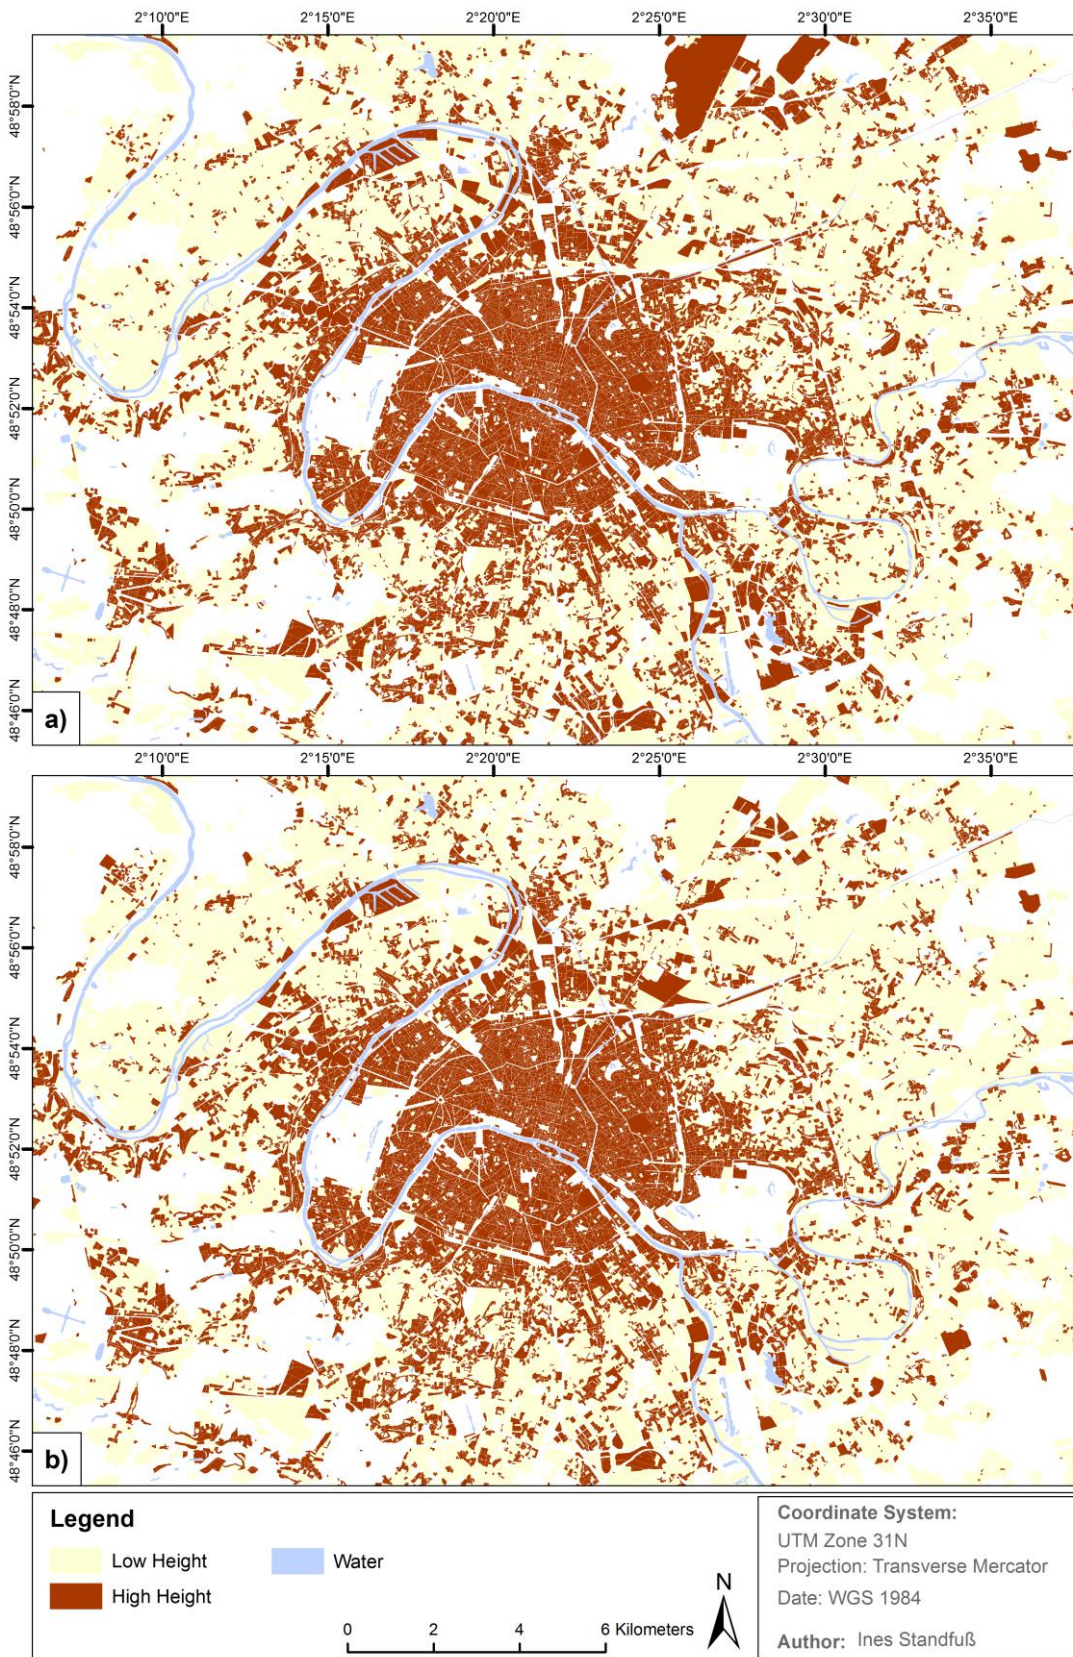 2°10'0"E 2°15'0"E 2°20'0"E 2°25'0"E 2°30'0"E 2°35'0"E
48°58'0"N
48°56'0"N
48°54'0"N
48°52'0"N
48°50'0"N
48°48'0"N
48°46'0"N
a)
2°10'0"E 2°15'0"E 2°20'0"E 2°25'0"E 2°30'0"E 2°35'0"E
48°58'0"N
48°56'0"N
48°54'0"N
48°52'0"N
48°50'0"N
48°48'0"N
48°46'0"N
b)
Legend
Low Height
Water
High Height
N
0 2 4 6 Kilometers
Coordinate System:
UTM Zone 31N
Projection: Transverse Mercator
Date: WGS 1984
Author: Ines Standfuß